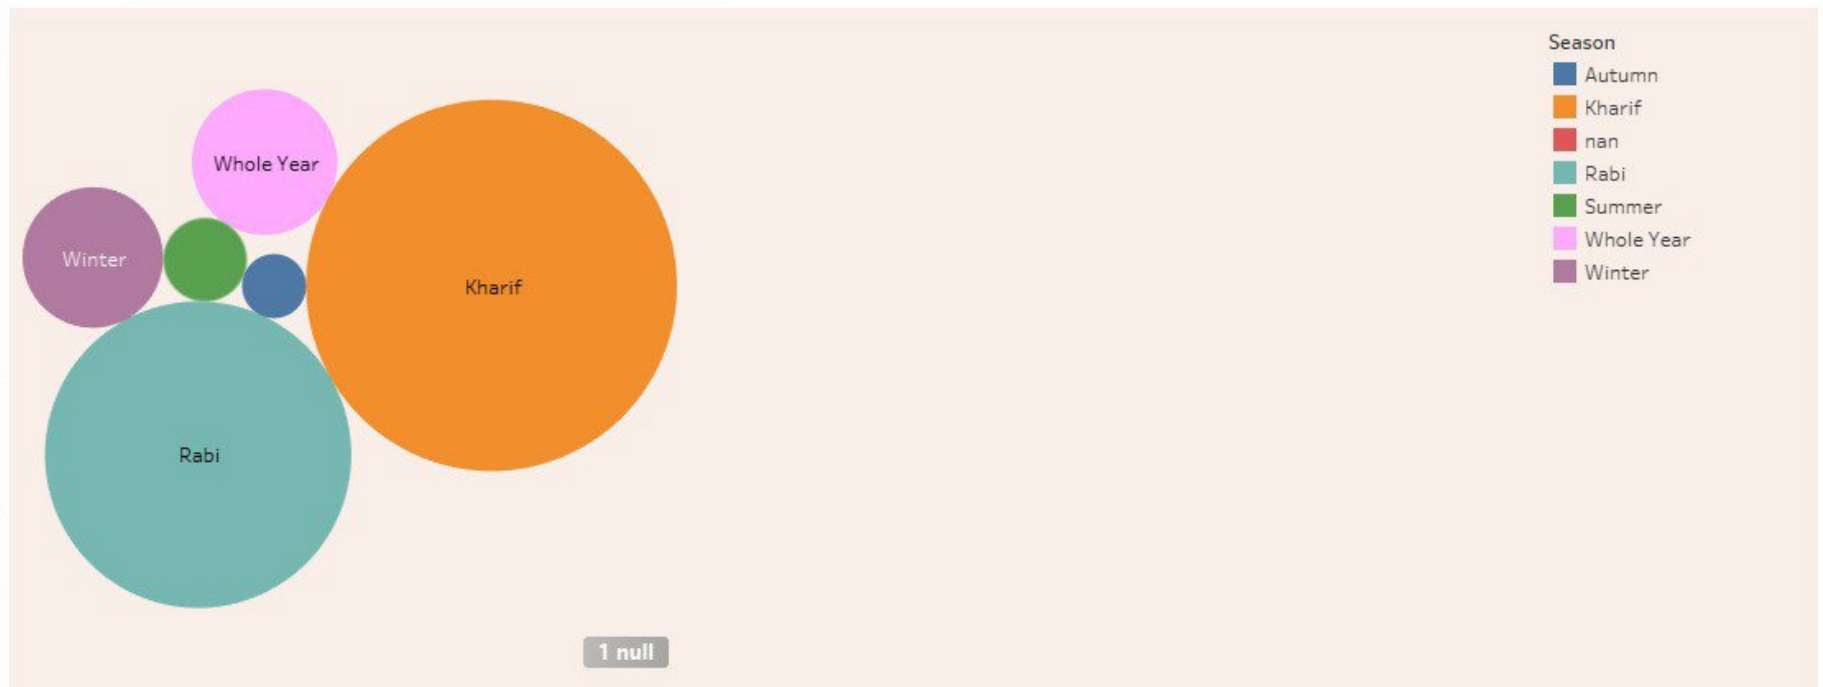 Season
Autumn
Kharif
nan
Rabi
Summer
Whole Year
Winter
Whole Year
Winter
Kharif
Rabi
1 null